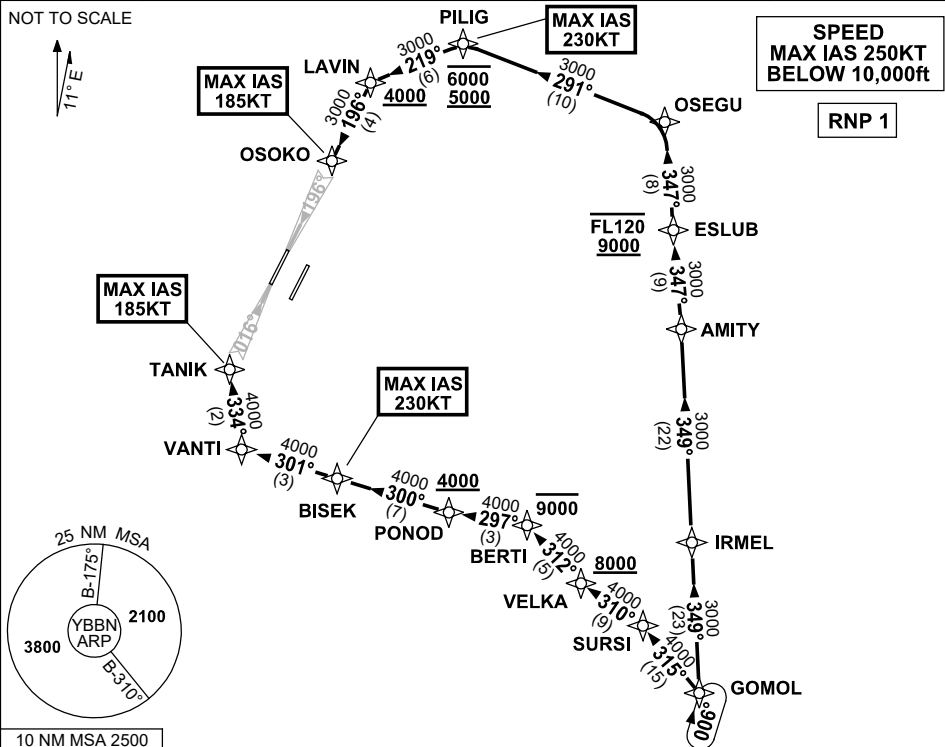 NOT TO SCALE
11° E
PILIG
MAX IAS
230KT
SPEED
MAX IAS 250KT
BELOW 10,000ft
RNP 1
3000
219°
(6)
LAVIN
4000
6000
5000
3000
291°
(10)
OSEGU
MAX IAS
185KT
3000
196°
(4)
OSOKO
196°
3000
347°
(8)
FL120
9000
ESLUB
3000
347°
(9)
AMITY
MAX IAS
185KT
016°
TANIK
4000
334°
(2)
VANTI
MAX IAS
230KT
4000
301°
(3)
BISEK
4000
300°
(7)
4000
PONOD
4000
297°
(3)
9000
BERTI
4000
312°
(5)
8000
VELKA
4000
310°
(9)
SURSI
4000
315°
(15)
3000
349°
(22)
IRMEL
3000
349°
(23)
GOMOL
006°
25 NM MSA
B-175°
YBBN
ARP
2100
3800
B-310°
10 NM MSA 2500